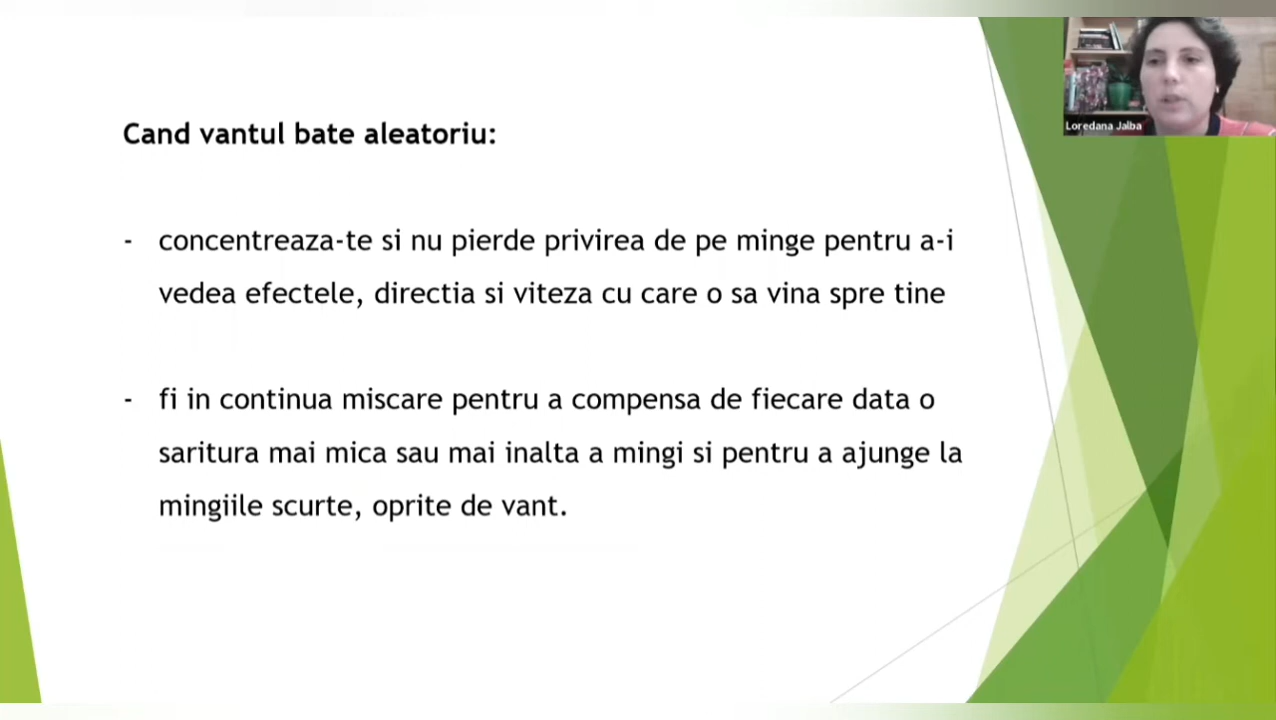 Loredana Jalba
Cand vantul bate aleatoriu:
- concentreaza-te si nu pierde privirea de pe minge pentru a-i
vedea efectele, directia si viteza cu care o sa vina spre tine
- fi in continua miscare pentru a compensa de fiecare data o
saritura mai mica sau mai inalta a mingi si pentru a ajunge la
mingiile scurte, oprite de vant.